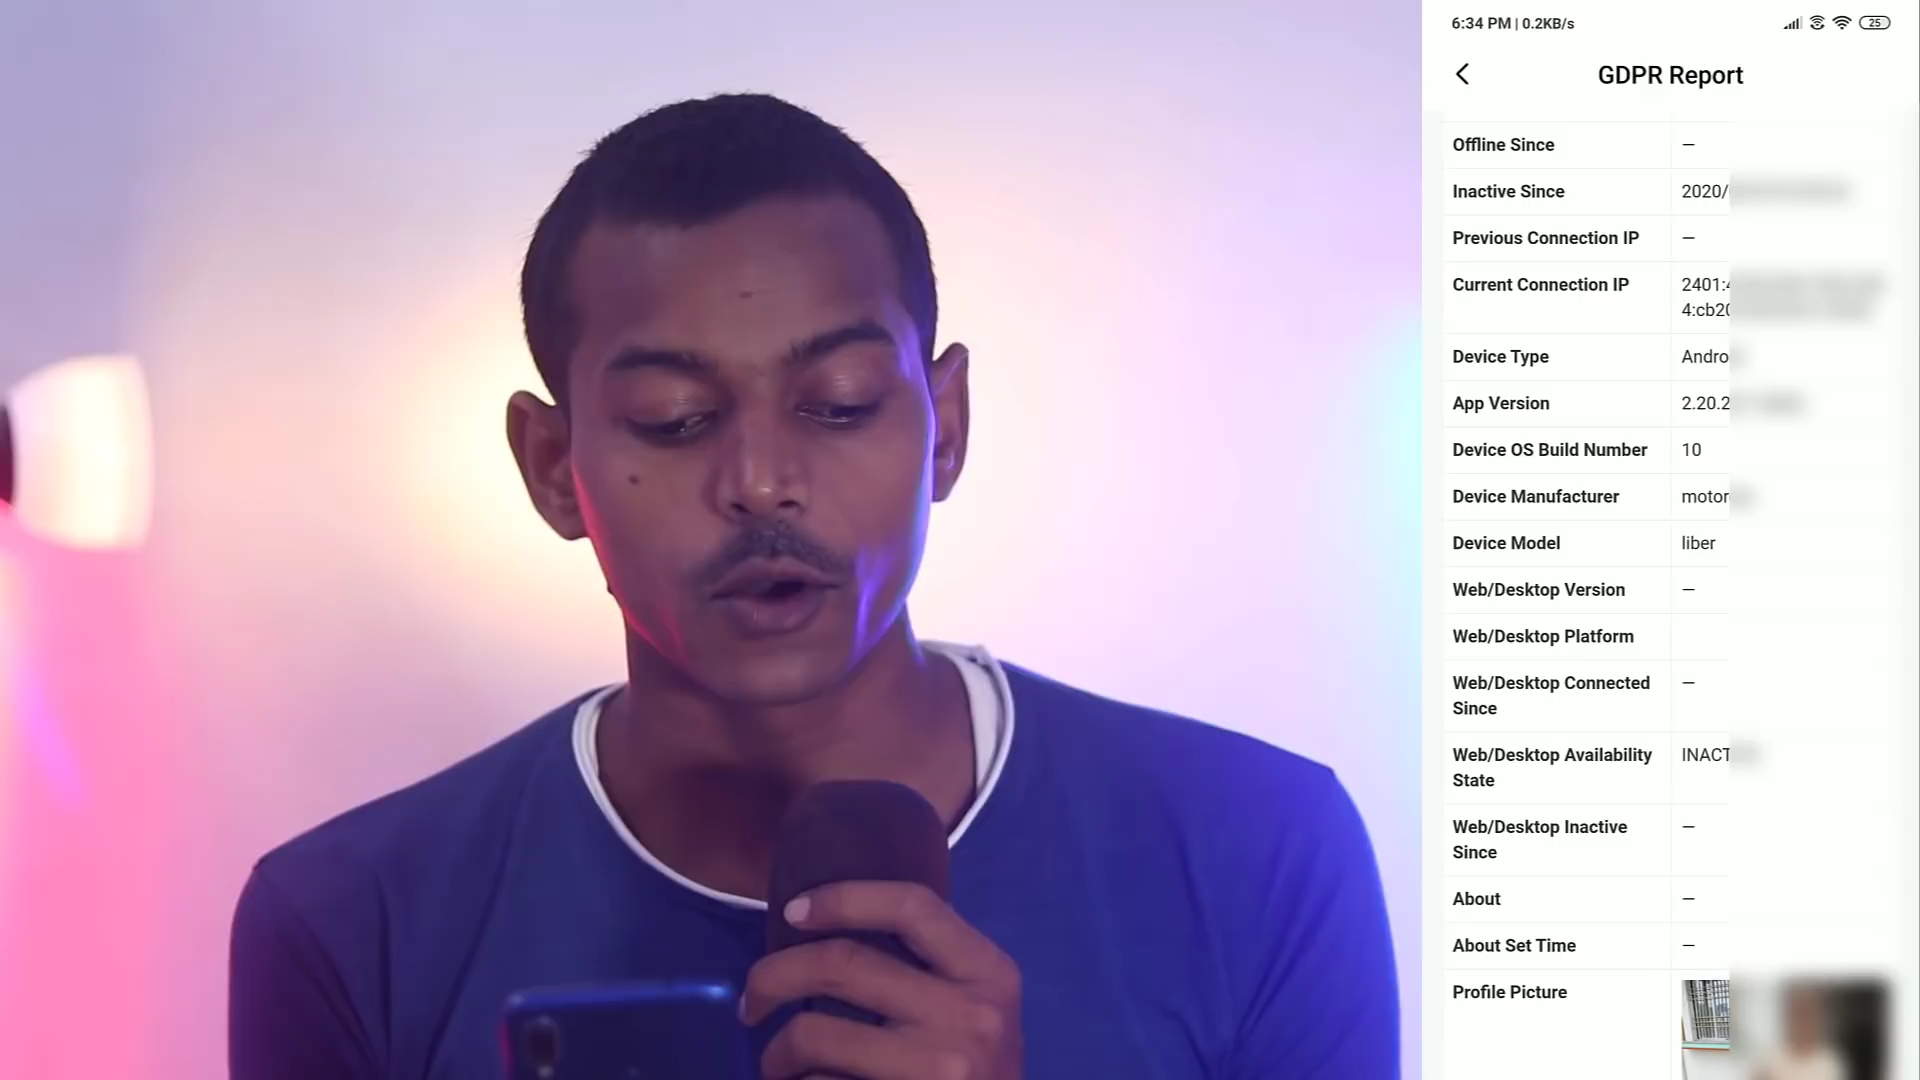 6:34 PM | 0.2KB/s
25
GDPR Report
Offline Since —
Inactive Since 2020/
Previous Connection IP —
Current Connection IP 2401:4
4:cb20
Device Type Andro
App Version 2.20.2
Device OS Build Number 10
Device Manufacturer motor
Device Model liber
Web/Desktop Version —
Web/Desktop Platform
Web/Desktop Connected —
Since
Web/Desktop Availability INACT
State
Web/Desktop Inactive —
Since
About —
About Set Time —
Profile Picture